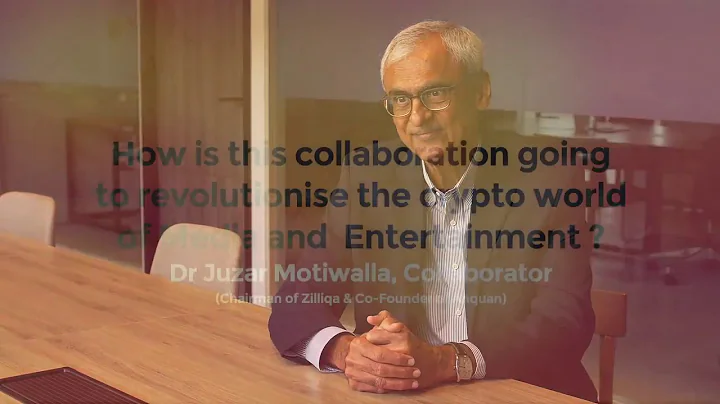 How is this collaboration going
to revolutionise the crypto world
of Media and Entertainment ?
Dr Juzar Motiwalla, Collaborator
(Chairman of Zilliqa & Co-Founder of Anquan)